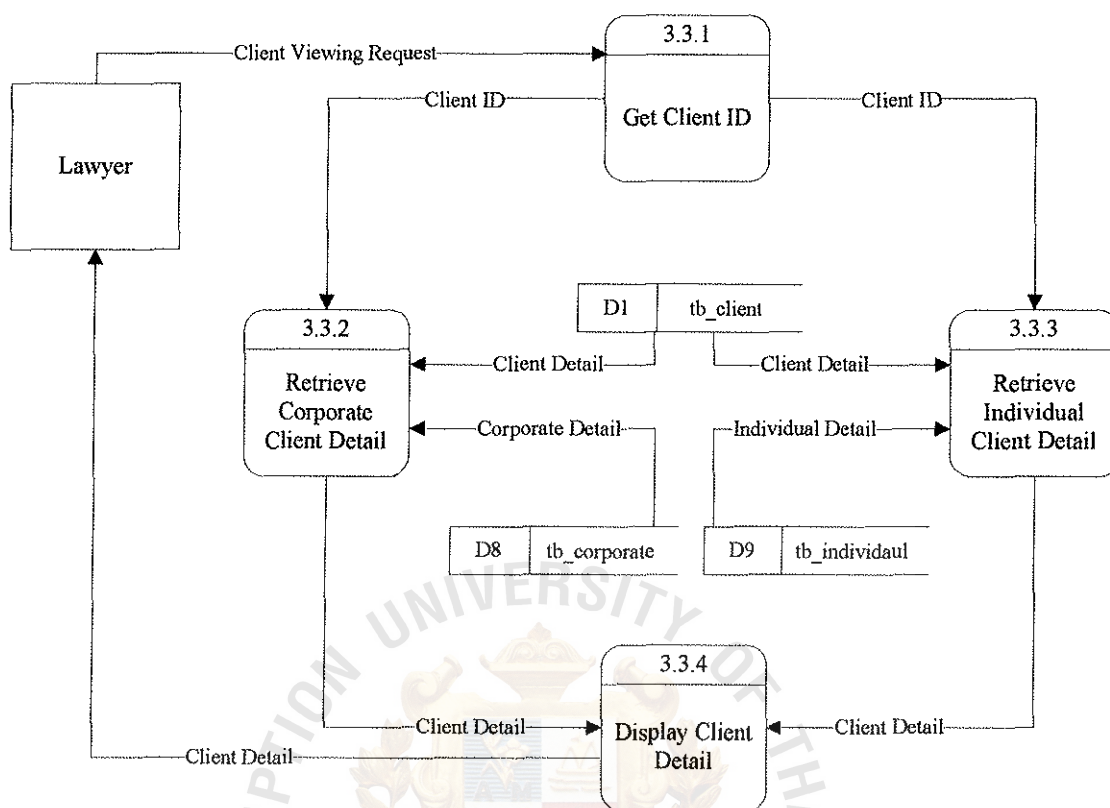 3.3.1
Client Viewing Request
Client ID
Get Client ID
Client ID
Lawyer
D1
tb_client
3.3.2
3.3.3
Client Detail
Client Detail
Retrieve
Corporate
Client Detail
Retrieve
Individual
Client Detail
Corporate Detail
Individual Detail
D8
tb_corporate
D9
tb_individaul
UNIVERSITY OF
3.3.4
Client Detail
Display Client
Detail
Client Detail
Client Detail